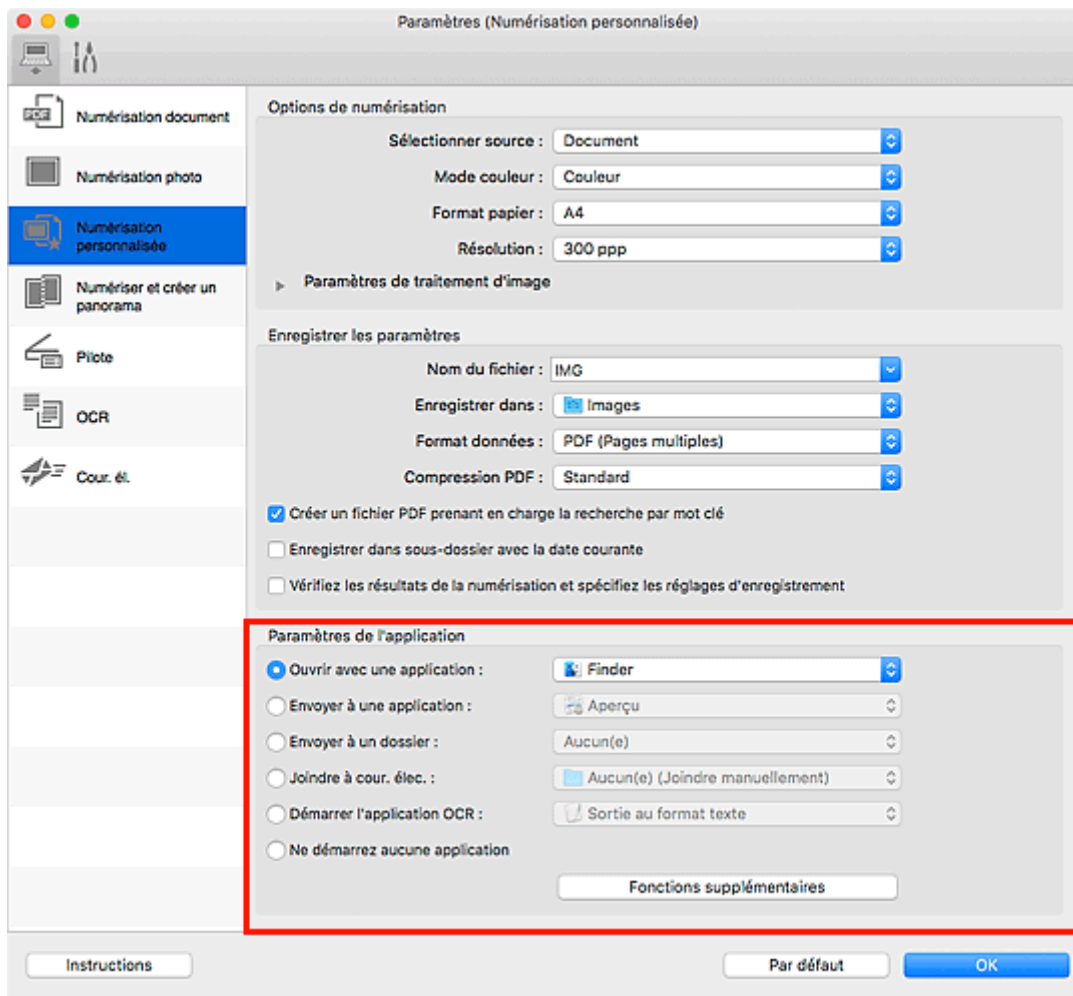 Paramètres (Numérisation personnalisée)
Numérisation document
Numérisation photo
Numérisation
personnalisée
Numériser et créer un
panorama
Pilote
OCR
Cour. él.
Options de numérisation
Sélectionner source : Document
Mode couleur : Couleur
Format papier : A4
Résolution : 300 ppp
Paramètres de traitement d'image
Enregistrer les paramètres
Nom du fichier : IMG
Enregistrer dans : Images
Format données : PDF (Pages multiples)
Compression PDF : Standard
Créer un fichier PDF prenant en charge la recherche par mot clé
Enregistrer dans sous-dossier avec la date courante
Vérifiez les résultats de la numérisation et spécifiez les réglages d'enregistrement
Paramètres de l'application
Ouvrir avec une application : Finder
Envoyer à une application : Aperçu
Envoyer à un dossier : Aucun(e)
Joindre à cour. élec. : Aucun(e) (Joindre manuellement)
Démarrer l'application OCR : Sortie au format texte
Ne démarrez aucune application
Fonctions supplémentaires
Instructions
Par défaut
OK